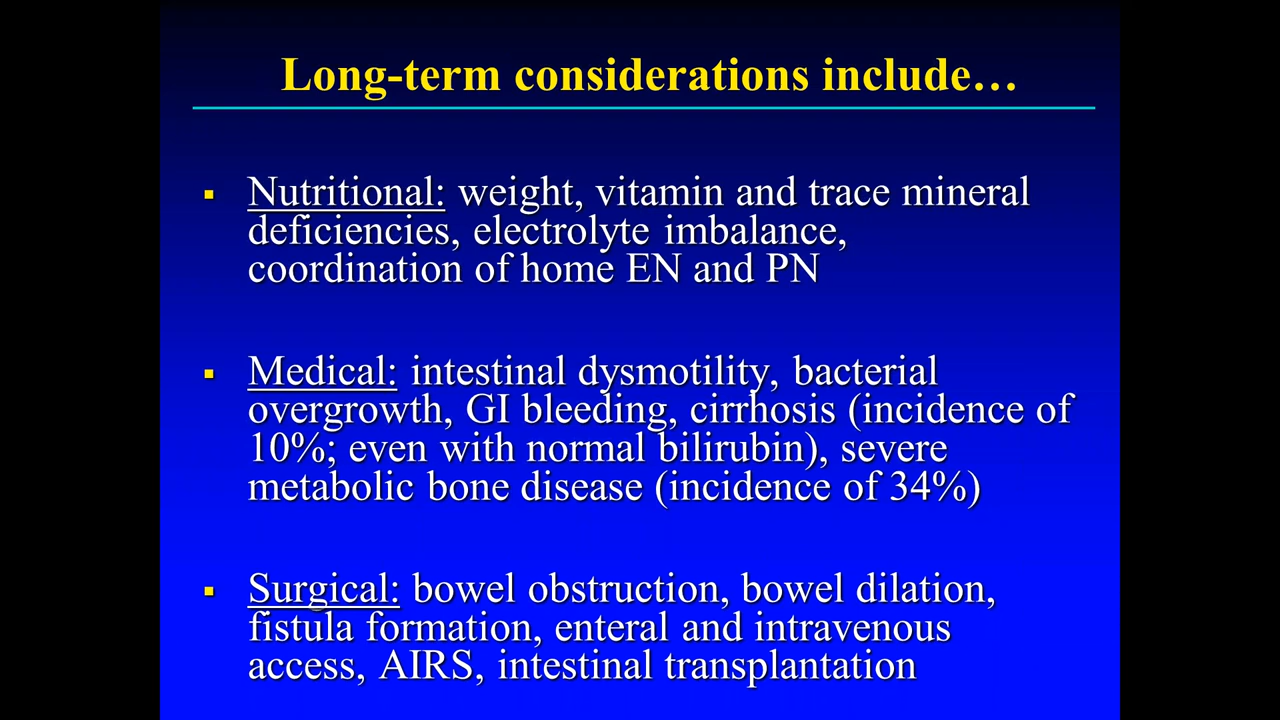 Long-term considerations include…
▪ Nutritional: weight, vitamin and trace mineral
deficiencies, electrolyte imbalance,
coordination of home EN and PN
▪ Medical: intestinal dysmotility, bacterial
overgrowth, GI bleeding, cirrhosis (incidence of
10%; even with normal bilirubin), severe
metabolic bone disease (incidence of 34%)
▪ Surgical: bowel obstruction, bowel dilation,
fistula formation, enteral and intravenous
access, AIRS, intestinal transplantation